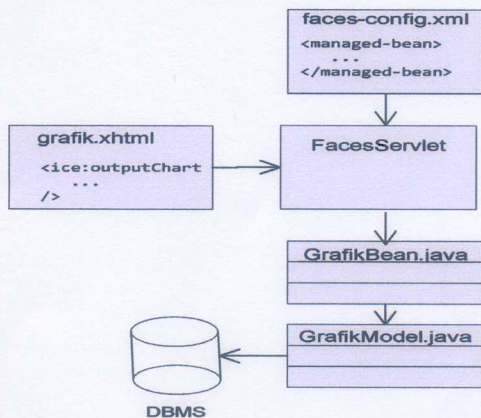 faces-config.xml
<managed-bean>
...
</managed-bean>
grafik.xhtml
<ice:outputChart
...
/>
FacesServlet
GrafikBean.java
GrafikModel.java
DBMS